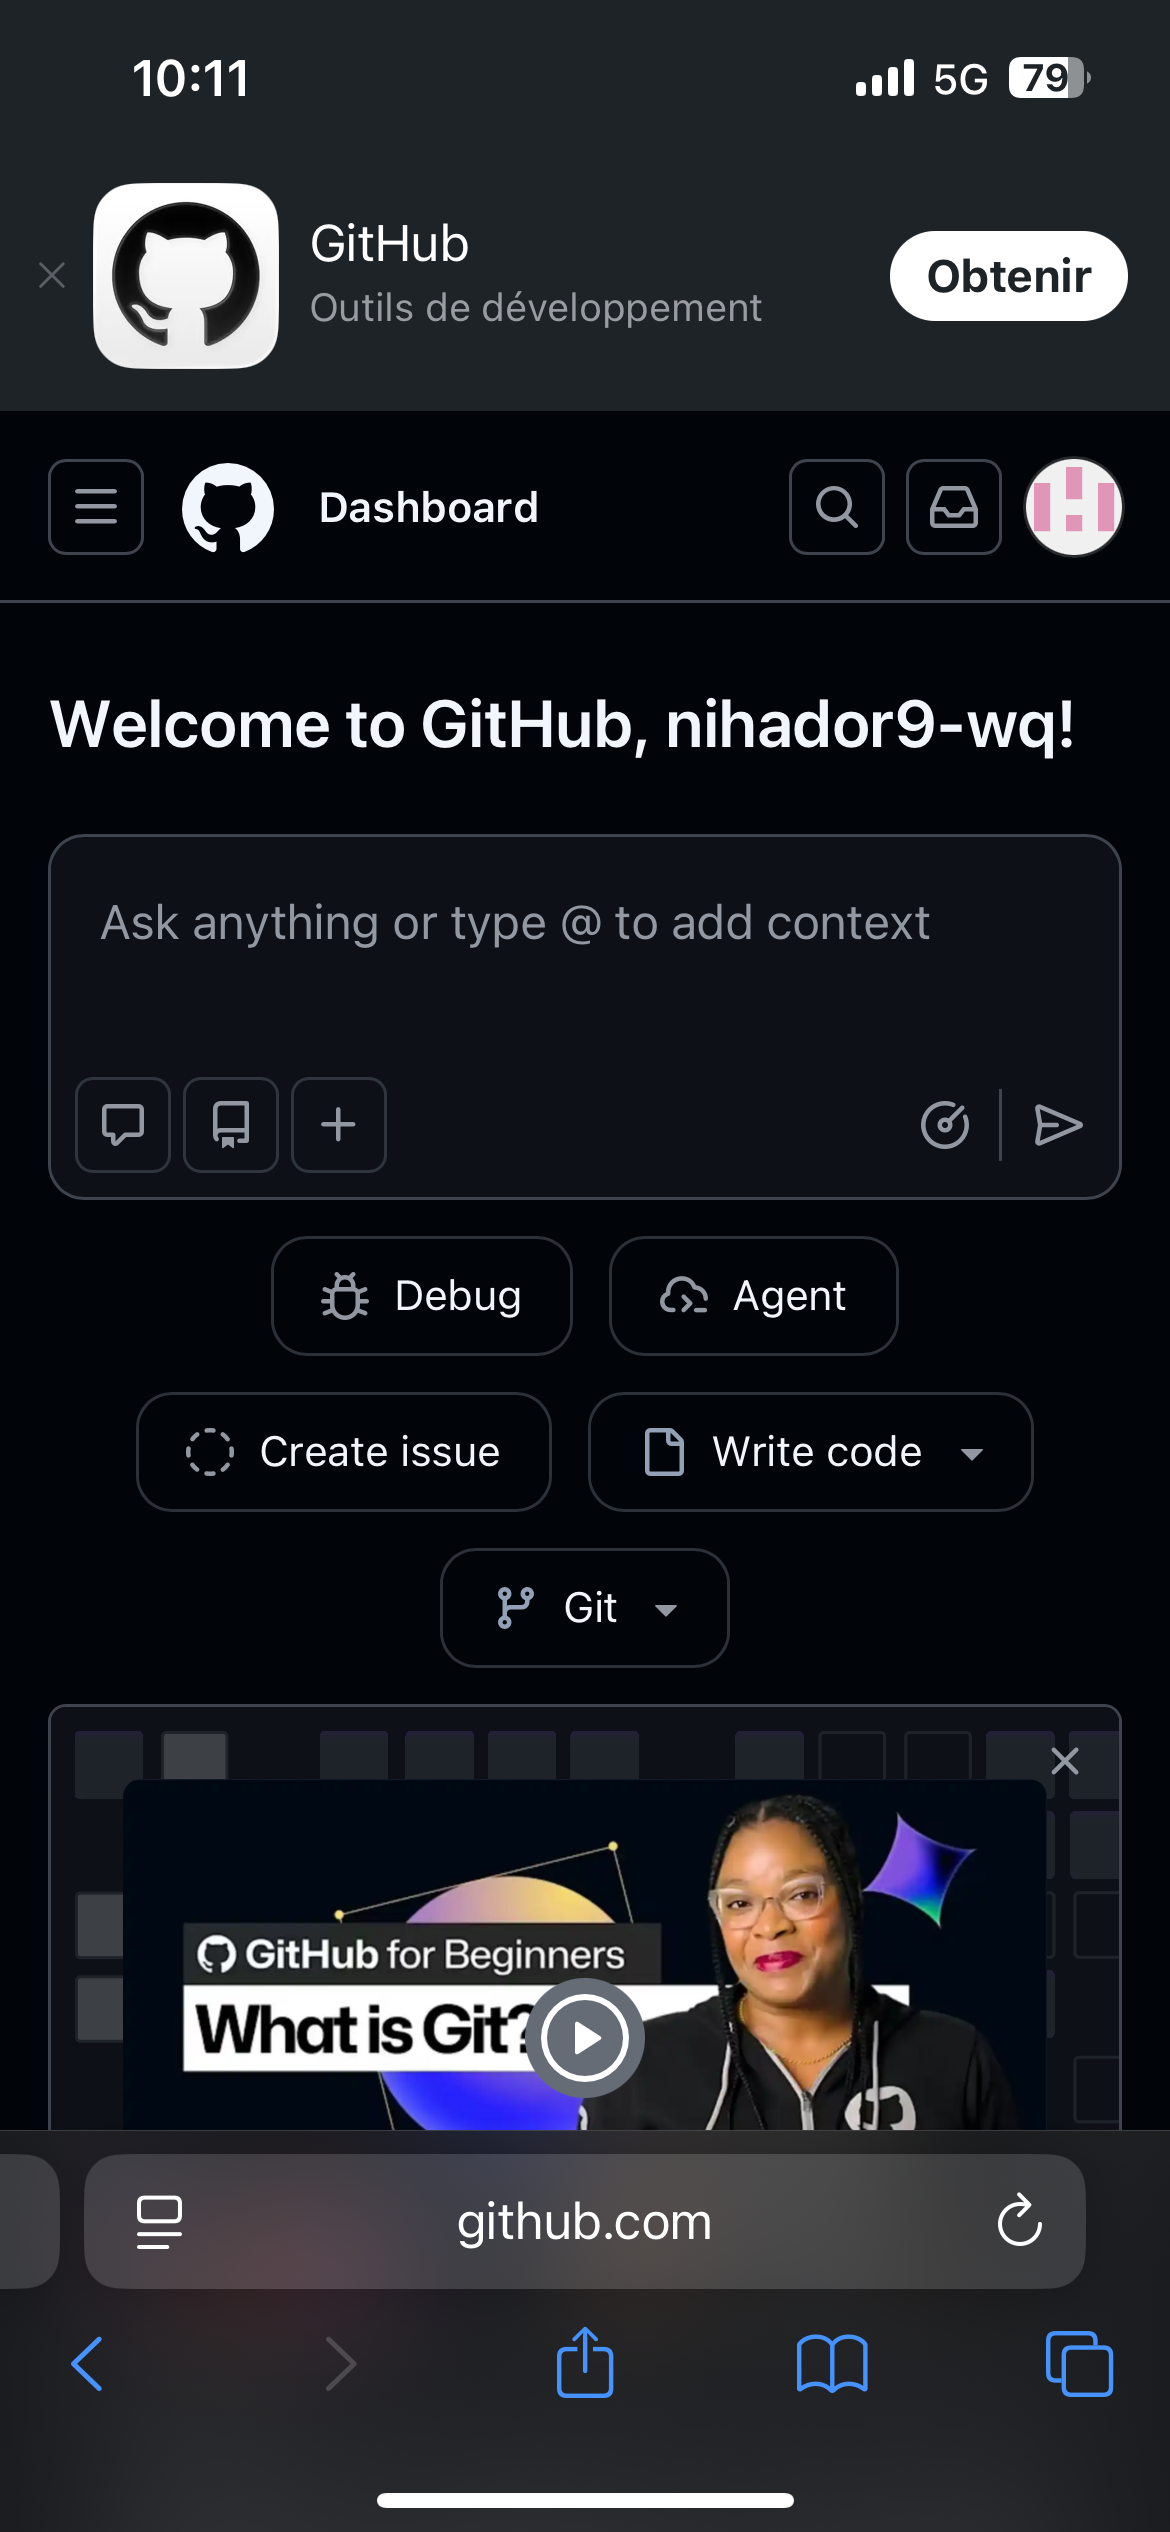 10:11
5G 79
GitHub
Outils de développement
Obtenir
Dashboard
Welcome to GitHub, nihador9-wq!
Ask anything or type @ to add context
Debug
Agent
Create issue
Write code
Git
GitHub for Beginners
What is Git?
github.com